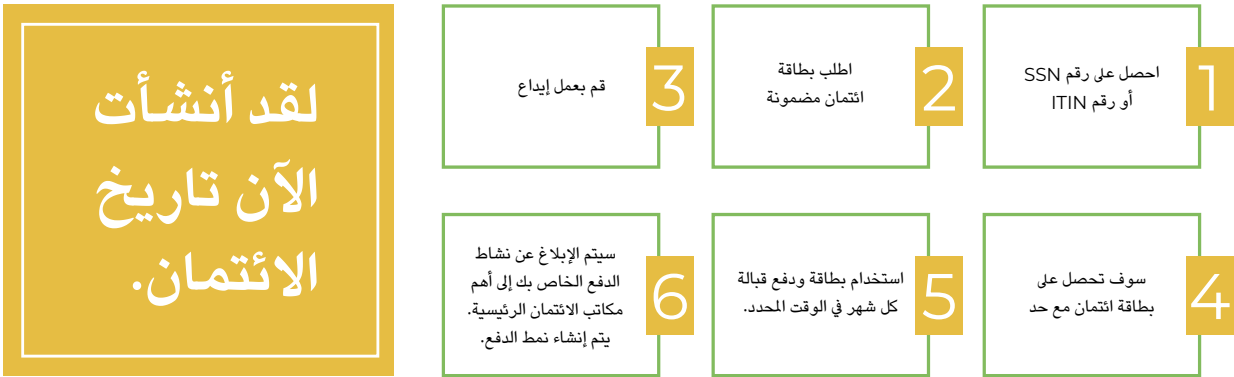 1
احصل على رقم SSN
أو رقم ITIN
2
اطلب بطاقة
ائتمان مضمونة
3
قم بعمل إيداع
4
سوف تحصل على
بطاقة ائتمان مع حد
5
استخدام بطاقة ودفع قبالة
كل شهر في الوقت المحدد.
6
سيتم الإبلاغ عن نشاط
الدفع الخاص بك إلى أهم
مكاتب الائتمان الرئيسية.
يتم إنشاء نمط الدفع.
لقد أنشأت
الآن تاريخ
الائتمان.